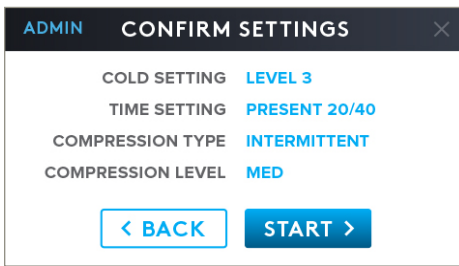 ADMIN CONFIRM SETTINGS
COLD SETTING LEVEL 3
TIME SETTING PRESENT 20/40
COMPRESSION TYPE INTERMITTENT
COMPRESSION LEVEL MED
< BACK START >